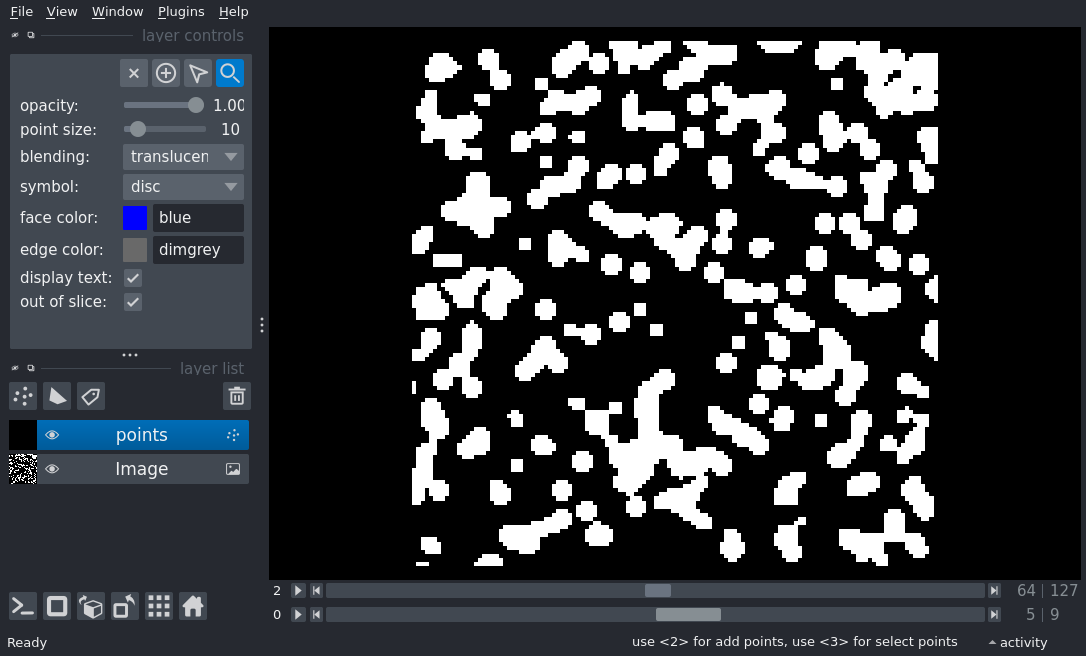 File View Window Plugins Help
layer controls
opacity: 1.00
point size: 10
blending: translucen
symbol: disc
face color: blue
edge color: dimgrey
display text:
out of slice:
layer list
points
Image
2 64 127
0 5 9
Ready use <2> for add points, use <3> for select points activity